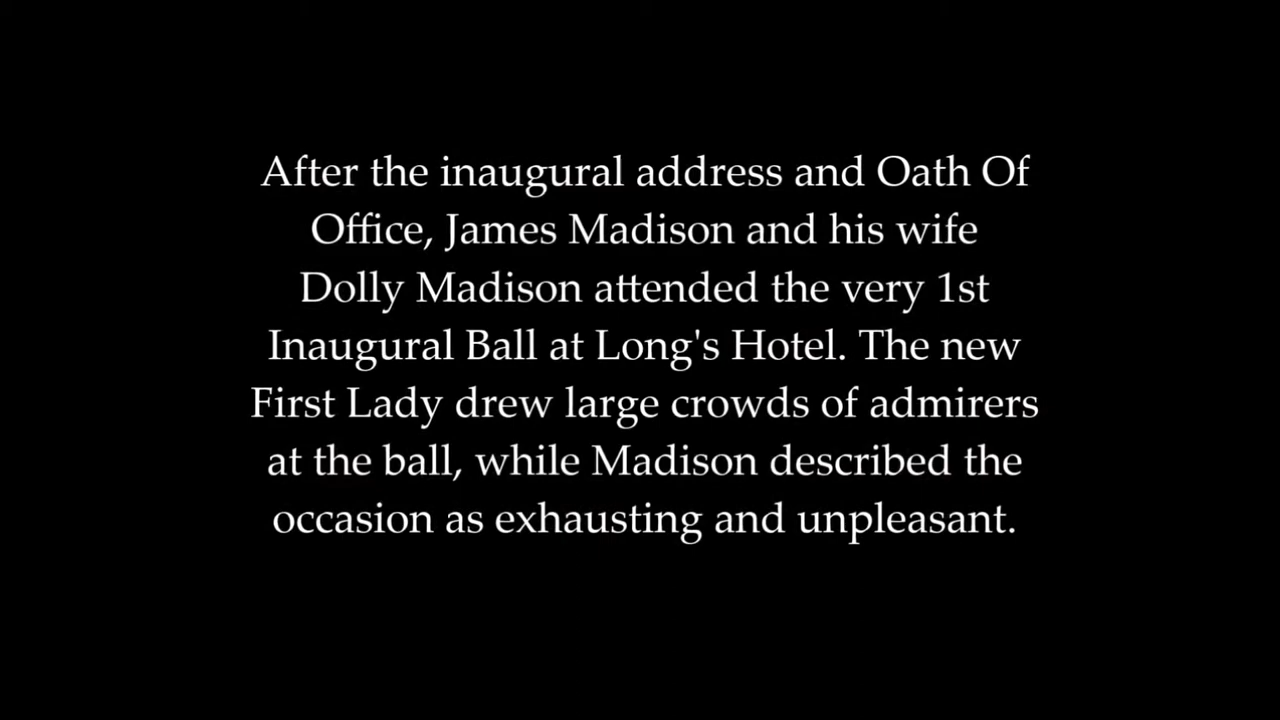 After the inaugural address and Oath Of
Office, James Madison and his wife
Dolly Madison attended the very 1st
Inaugural Ball at Long's Hotel. The new
First Lady drew large crowds of admirers
at the ball, while Madison described the
occasion as exhausting and unpleasant.